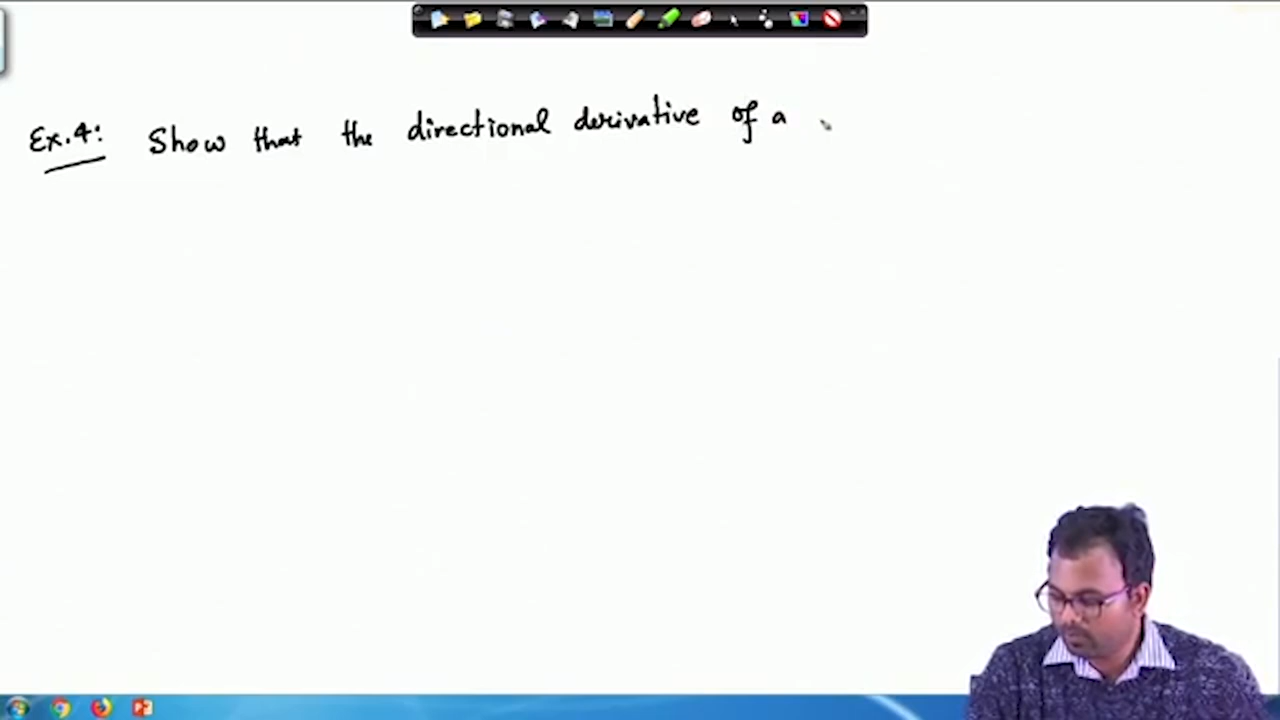 Ex.4: Show that the directional derivative of a